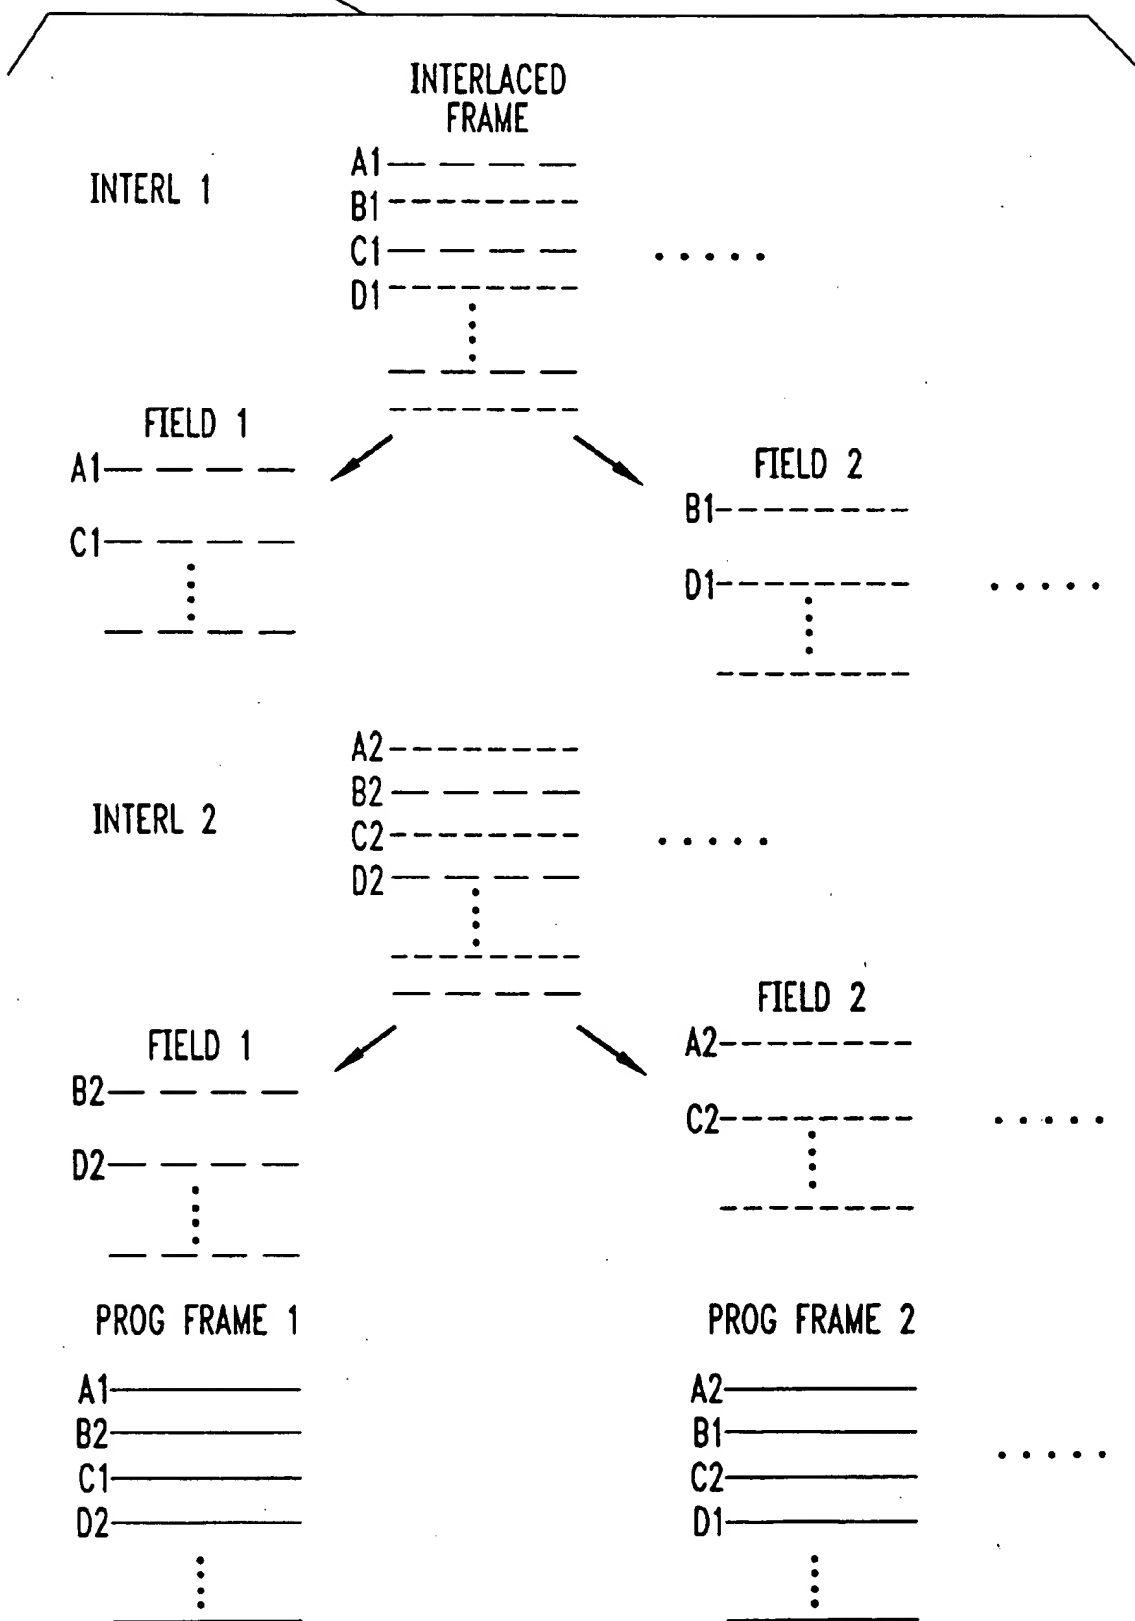 INTERLACED
FRAME
INTERL 1
A1
B1
C1
D1
FIELD 1
A1
C1
FIELD 2
B1
D1
INTERL 2
A2
B2
C2
D2
FIELD 1
B2
D2
FIELD 2
A2
C2
PROG FRAME 1
A1
B2
C1
D2
PROG FRAME 2
A2
B1
C2
D1